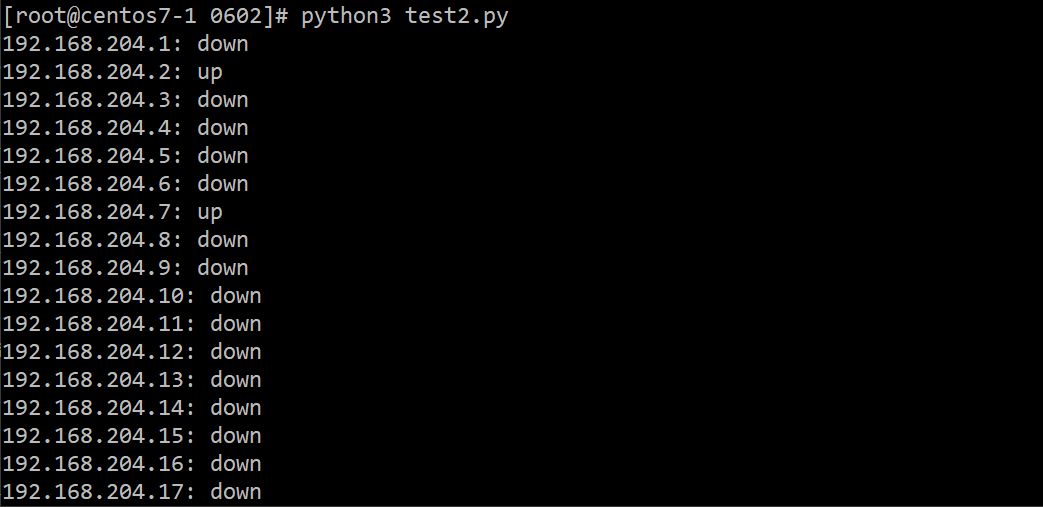 [root@centos7-1 0602]# python3 test2.py
192.168.204.1: down
192.168.204.2: up
192.168.204.3: down
192.168.204.4: down
192.168.204.5: down
192.168.204.6: down
192.168.204.7: up
192.168.204.8: down
192.168.204.9: down
192.168.204.10: down
192.168.204.11: down
192.168.204.12: down
192.168.204.13: down
192.168.204.14: down
192.168.204.15: down
192.168.204.16: down
192.168.204.17: down